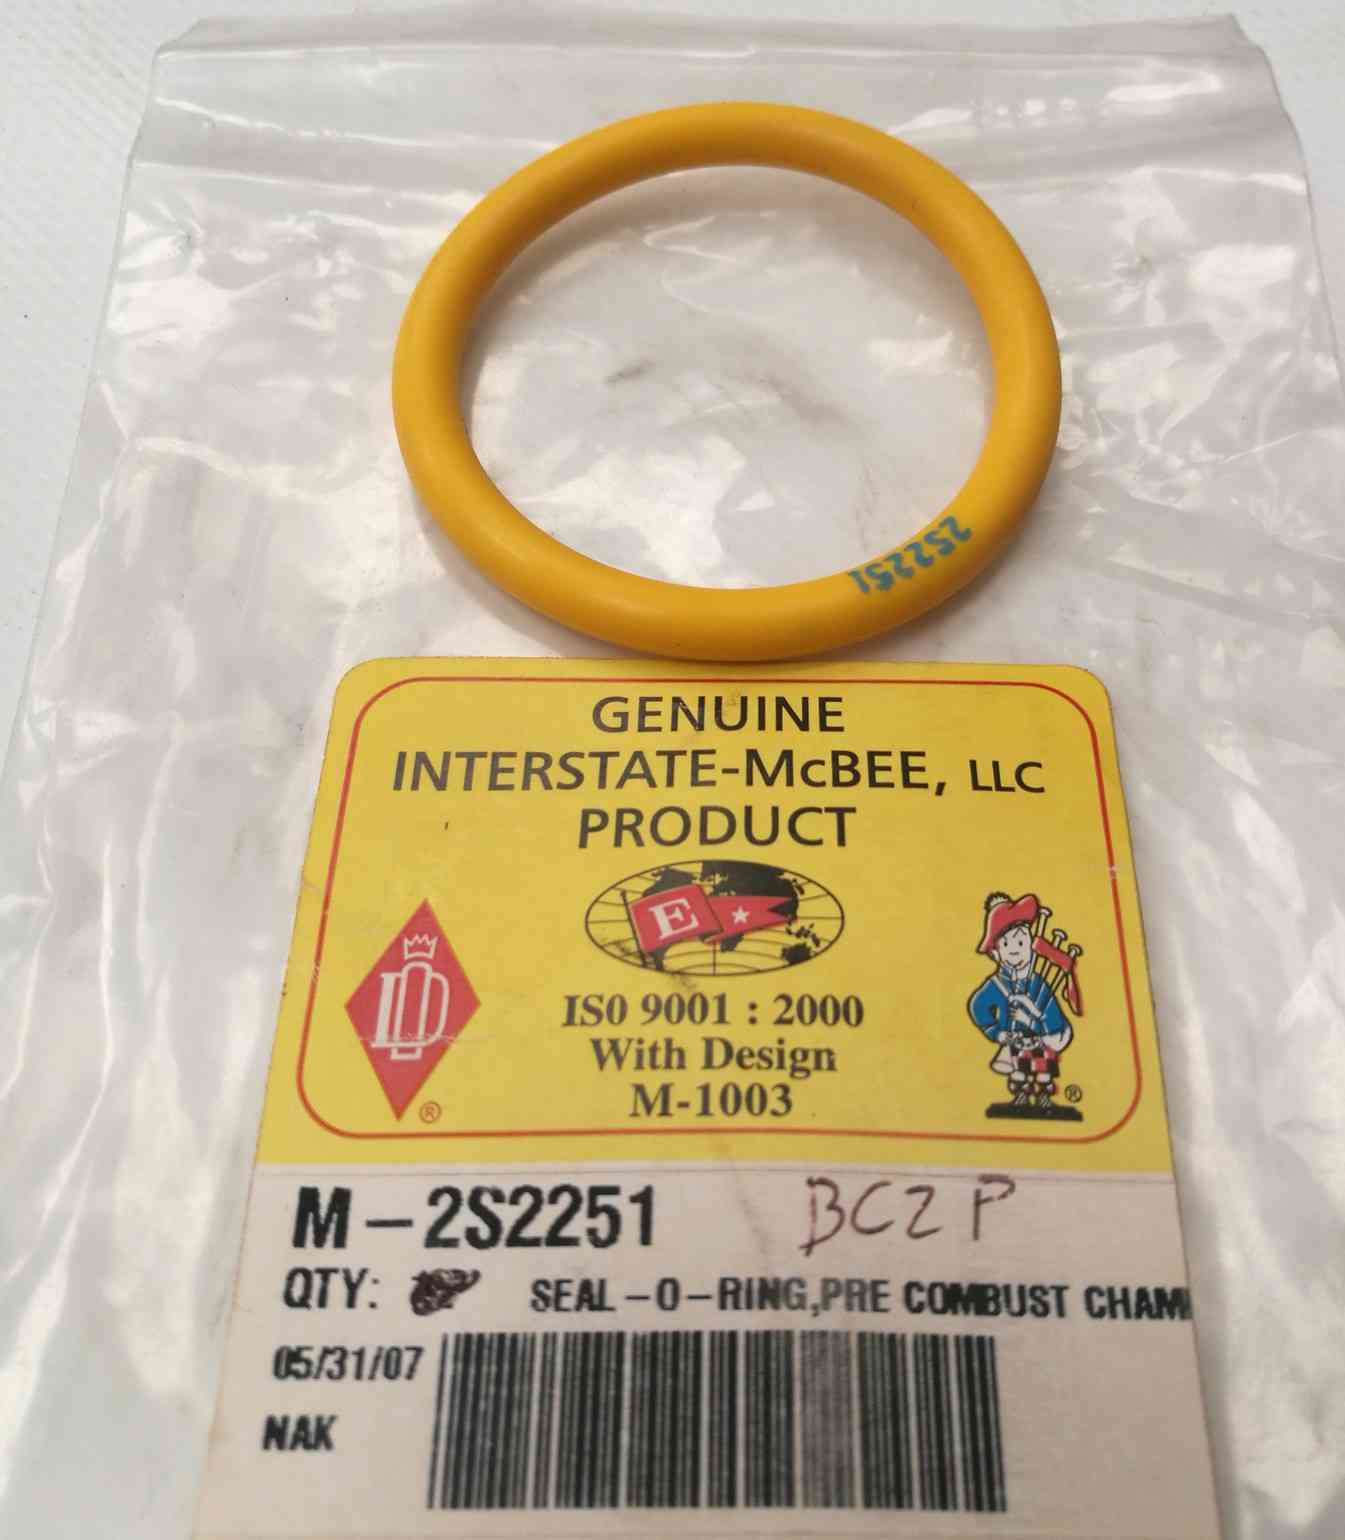 2S2251
GENUINE
INTERSTATE-McBEE, LLC
PRODUCT
E
ISO 9001 : 2000
With Design
M-1003
®
®
M-2S2251 BCZP
QTY: SEAL-O-RING,PRE COMBUST CHAM
05/31/07
NAK